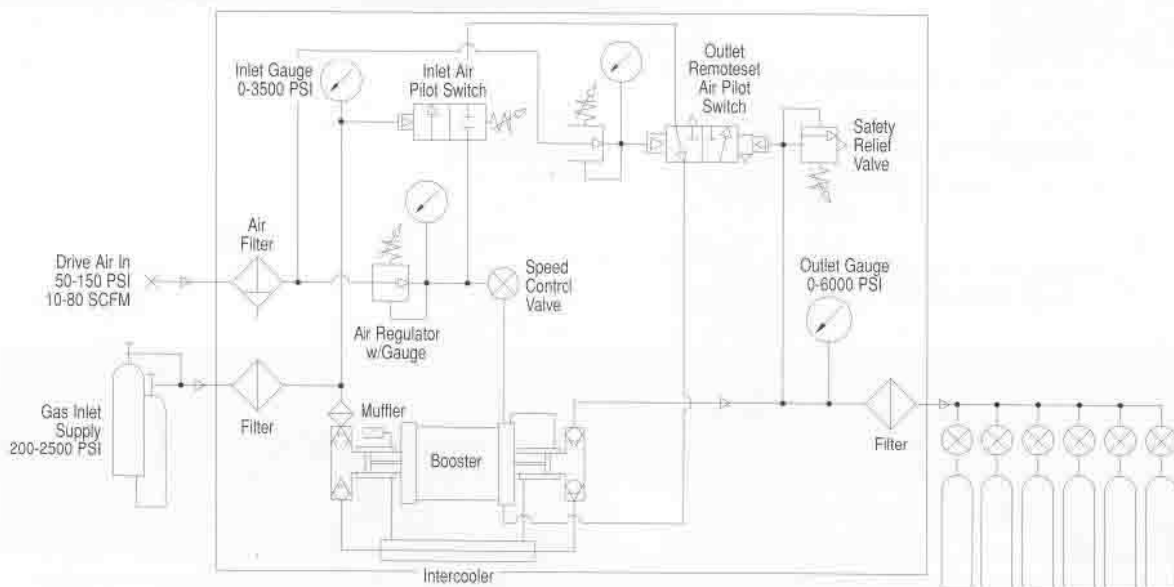 Inlet Gauge
0-3500 PSI
Inlet Air
Pilot Switch
Outlet
Remoteset
Air Pilot
Switch
Safety
Relief
Valve
Air
Filter
Drive Air In
50-150 PSI
10-80 SCFM
Speed
Control
Valve
Outlet Gauge
0-6000 PSI
Air Regulator
w/Gauge
Gas Inlet
Supply
200-2500 PSI
Filter
Muffler
Booster
Filter
Intercooler